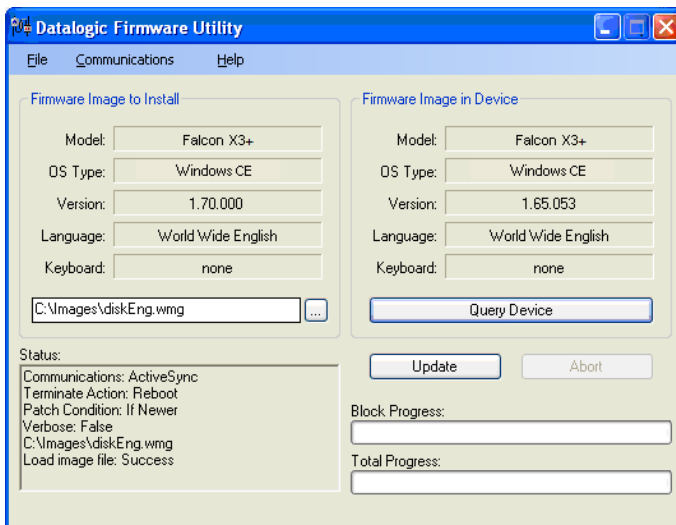 Datalogic Firmware Utility
File Communications Help
Firmware Image to Install
Model: Falcon X3+
OS Type: Windows CE
Version: 1.70.000
Language: World Wide English
Keyboard: none
C:\Images\diskEng.wmg ...
Firmware Image in Device
Model: Falcon X3+
OS Type: Windows CE
Version: 1.65.053
Language: World Wide English
Keyboard: none
Query Device
Status:
Communications: ActiveSync
Terminate Action: Reboot
Patch Condition: If Newer
Verbose: False
C:\Images\diskEng.wmg
Load image file: Success
Update Abort
Block Progress:
Total Progress: